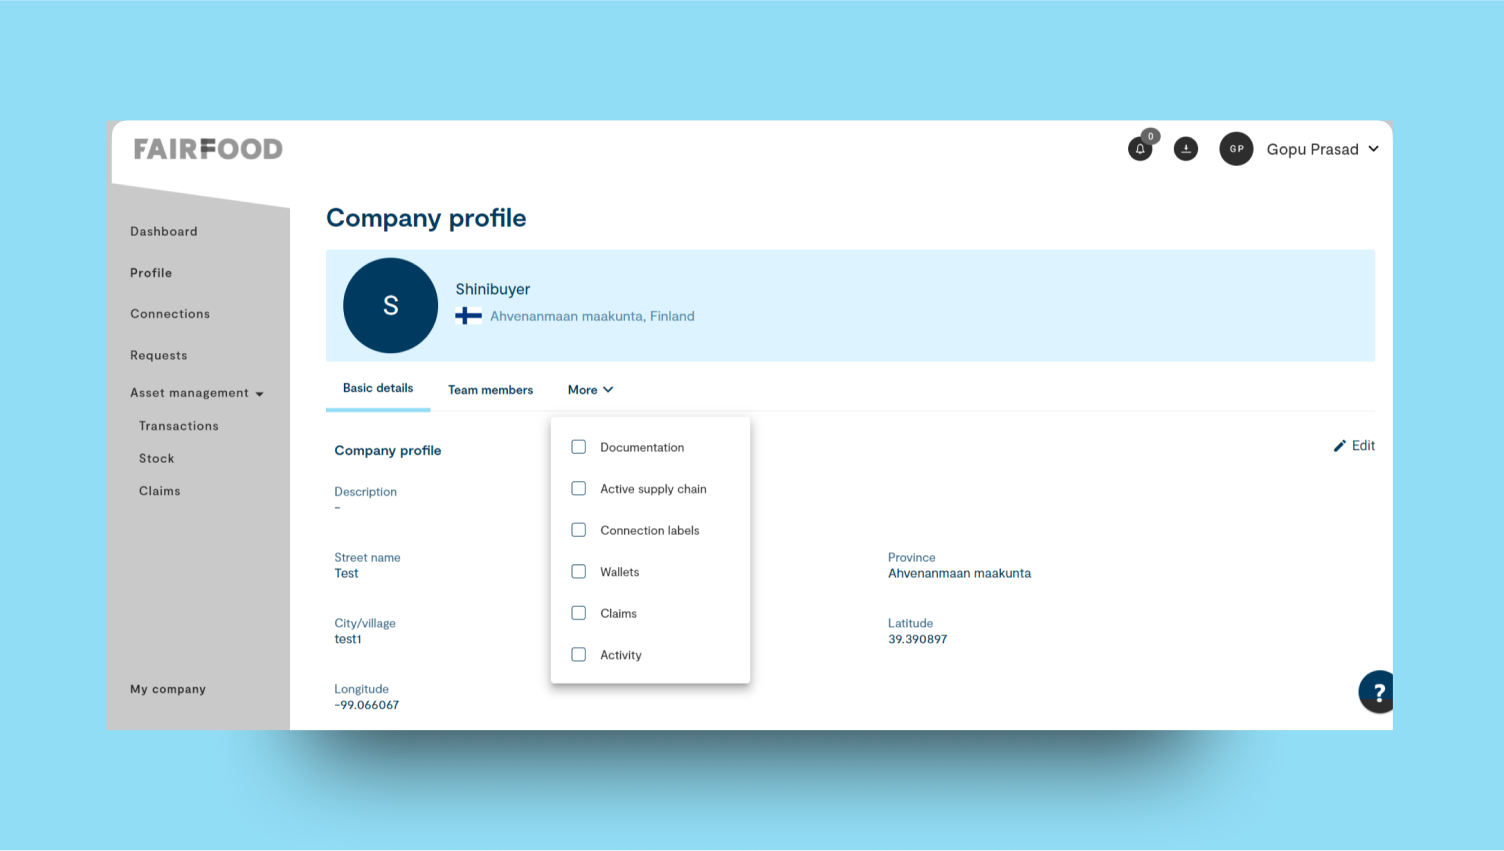 FAIRFOOD
0
GP
Gopu Prasad
Dashboard
Profile
Connections
Requests
Asset management
Transactions
Stock
Claims
My company
Company profile
S
Shinibuyer
Ahvenanmaan maakunta, Finland
Basic details
Team members
More
Documentation
Active supply chain
Connection labels
Wallets
Claims
Activity
Company profile
Edit
Description
–
Street name
Test
Province
Ahvenanmaan maakunta
City/village
test1
Latitude
39.390897
Longitude
-99.066067
?